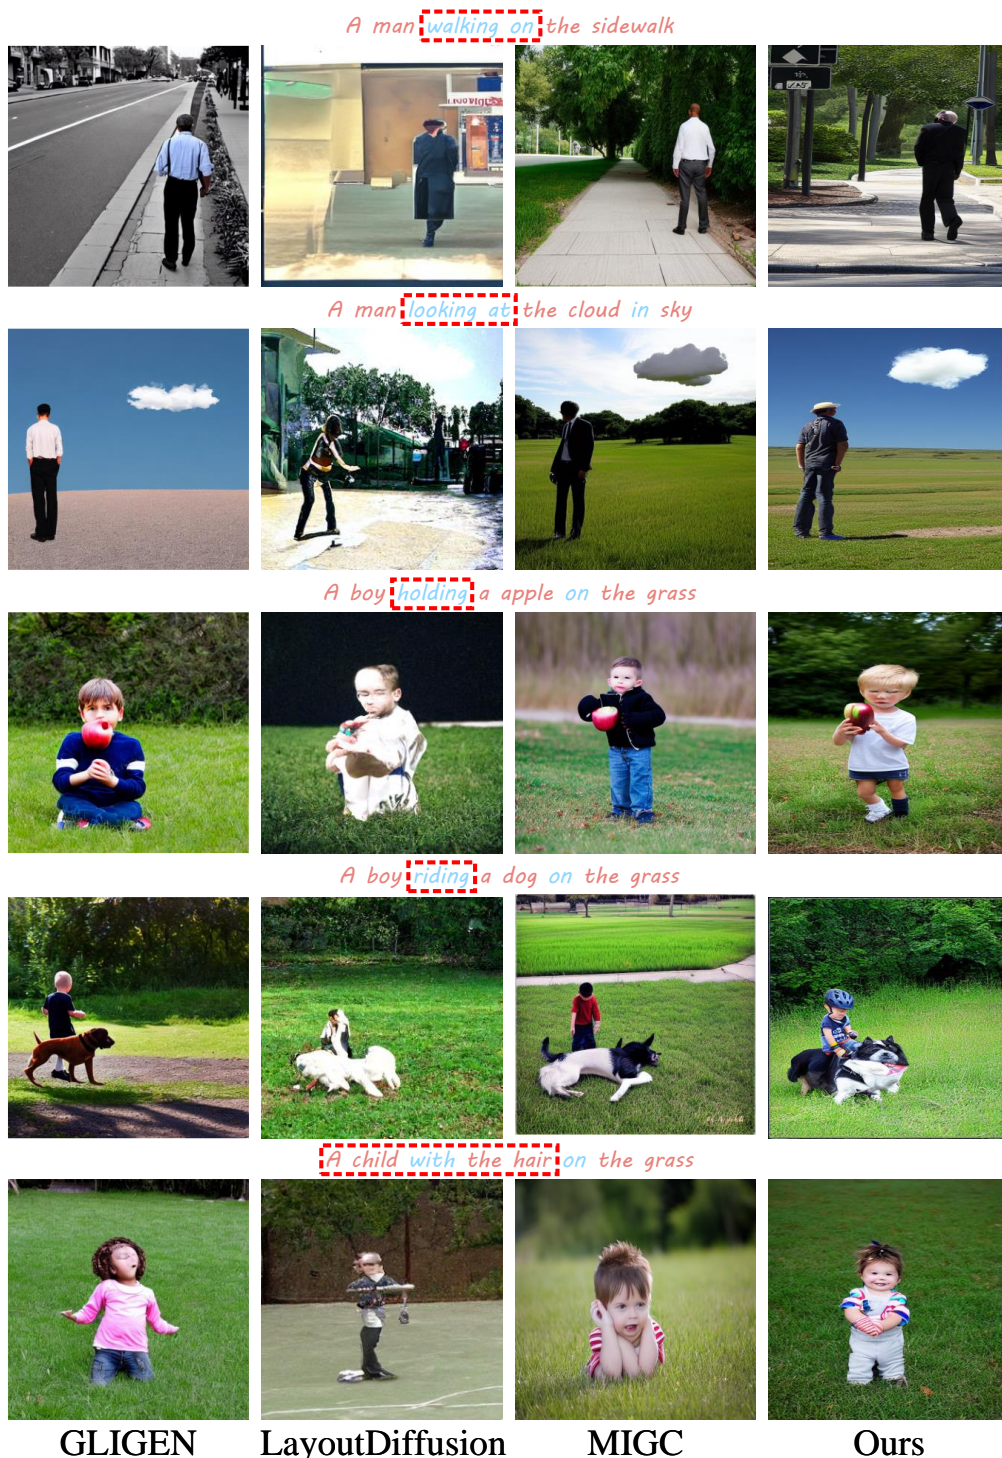 A man walking on the sidewalk
A man looking at the cloud in sky
A boy holding a apple on the grass
A boy riding a dog on the grass
A child with the hair on the grass
GLIGEN LayoutDiffusion MIGC Ours